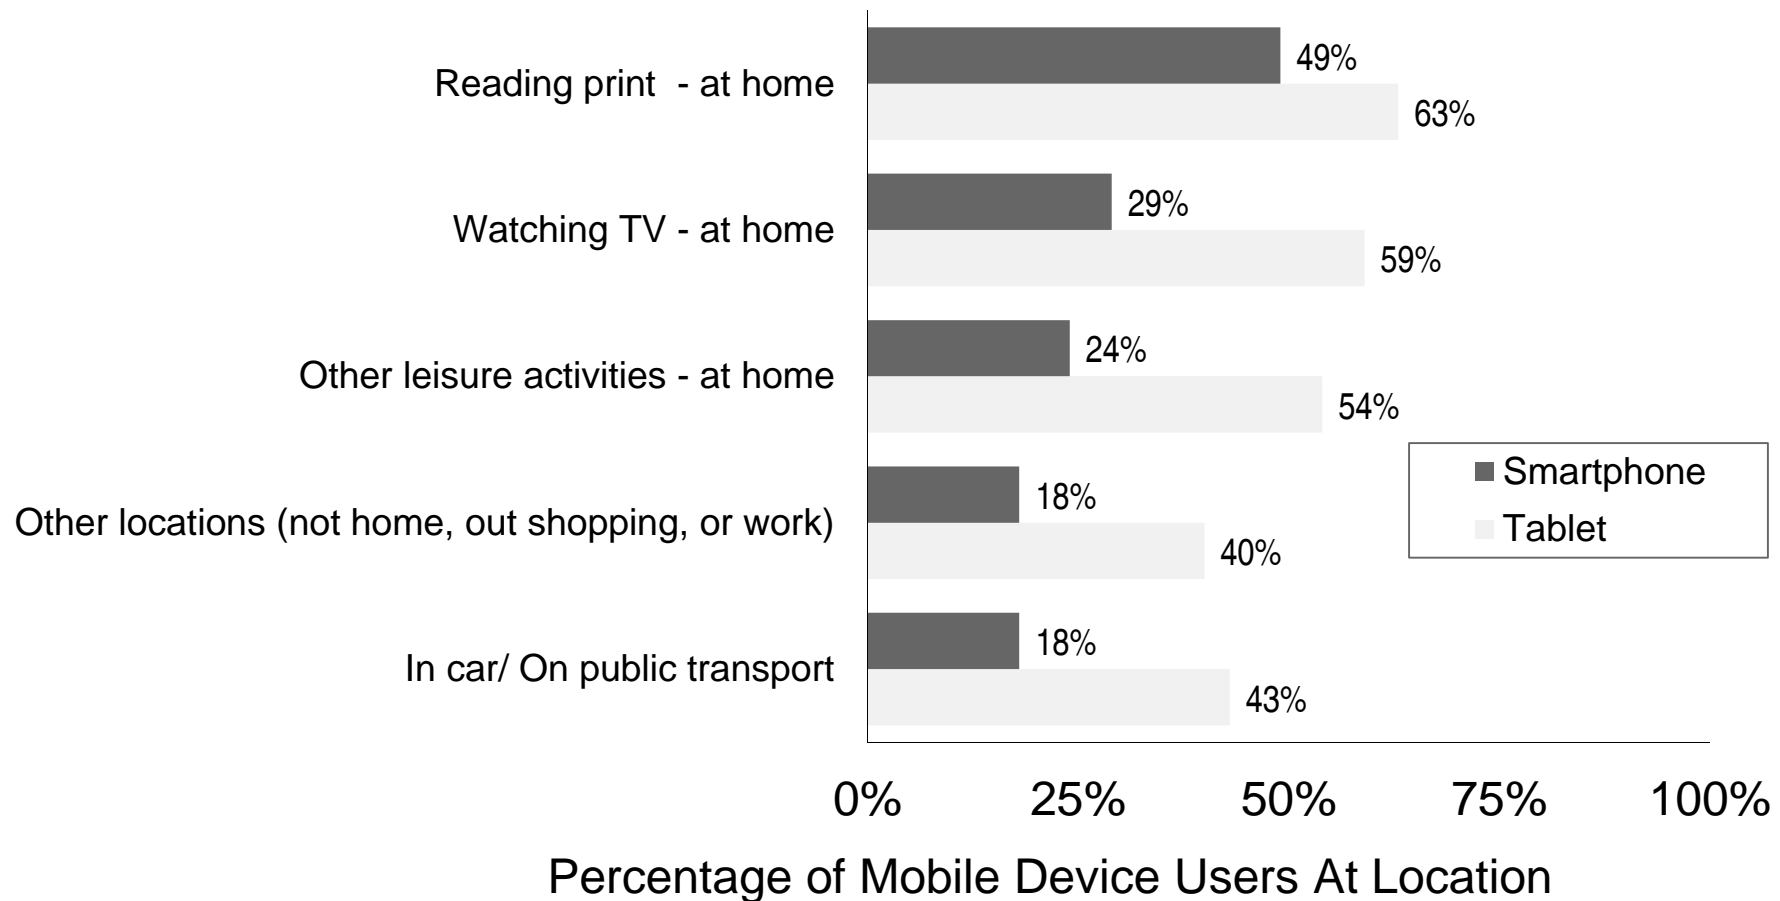 Reading print  - at home
49%
63%
Watching TV - at home
29%
59%
Other leisure activities - at home
24%
54%
Other locations (not home, out shopping, or work)
18%
40%
In car/ On public transport
18%
43%
Smartphone
Tablet
0% 25% 50% 75% 100%
Percentage of Mobile Device Users At Location